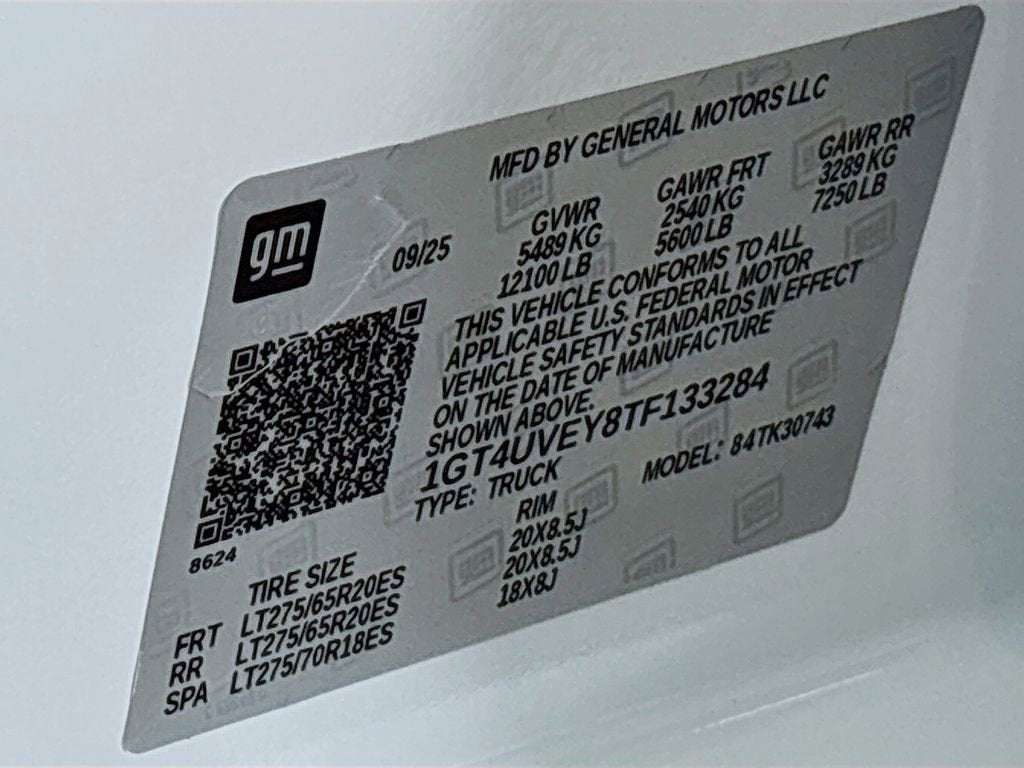 MFD BY GENERAL MOTORS LLC
gm
09/25
GVWR GAWR FRT GAWR RR
5489 KG 2540 KG 3289 KG
12100 LB 5600 LB 7250 LB
THIS VEHICLE CONFORMS TO ALL
APPLICABLE U.S. FEDERAL MOTOR
VEHICLE SAFETY STANDARDS IN EFFECT
ON THE DATE OF MANUFACTURE
SHOWN ABOVE.
1GT4UVEY8TF133284
TYPE: TRUCK MODEL: 84TK30743
8624
TIRE SIZE RIM
FRT LT275/65R20ES 20X8.5J
RR LT275/65R20ES 20X8.5J
SPA LT275/70R18ES 18X8J